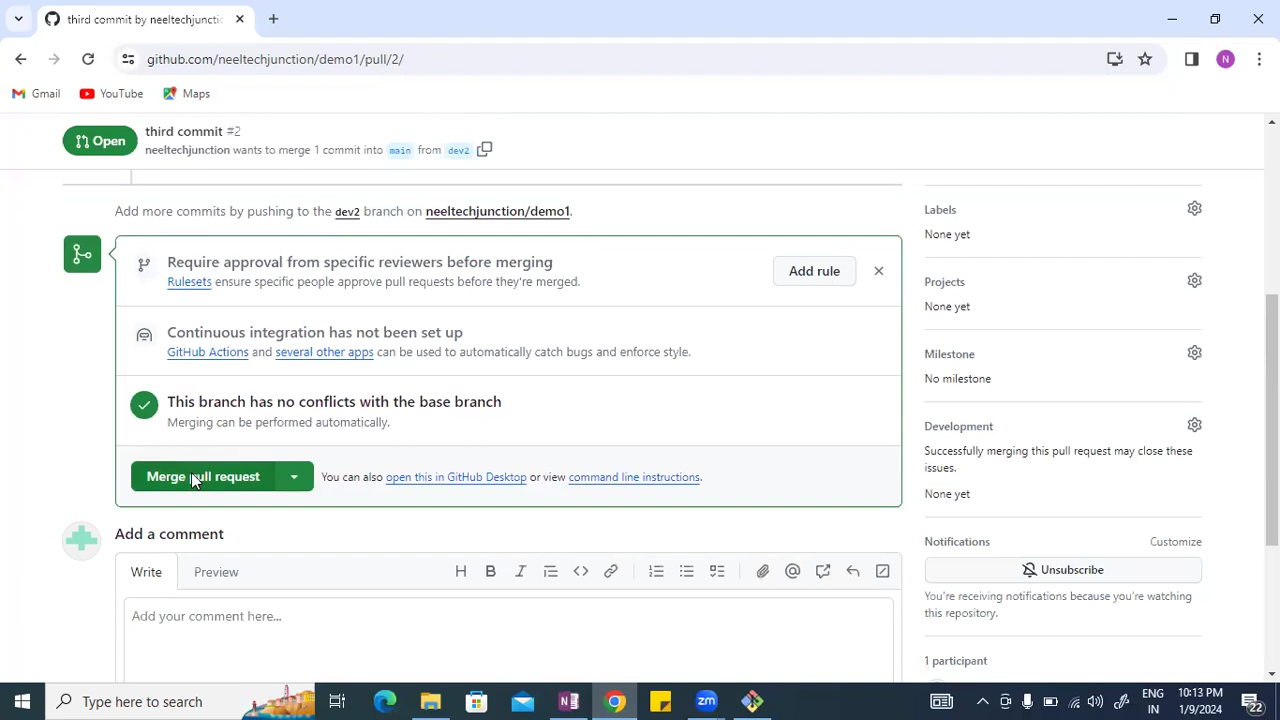 third commit by neeltechjuncti
github.com/neeltechjunction/demo1/pull/2/
N
Gmail
YouTube
Maps
Open
third commit #2
neeltechjunction wants to merge 1 commit into main from dev2
Add more commits by pushing to the dev2 branch on neeltechjunction/demo1.
Require approval from specific reviewers before merging
Rulesets ensure specific people approve pull requests before they're merged.
Add rule
Continuous integration has not been set up
GitHub Actions and several other apps can be used to automatically catch bugs and enforce style.
This branch has no conflicts with the base branch
Merging can be performed automatically.
Merge pull request
You can also open this in GitHub Desktop or view command line instructions.
Add a comment
Write
Preview
Add your comment here...
Labels
None yet
Projects
None yet
Milestone
No milestone
Development
Successfully merging this pull request may close these
issues.
None yet
Notifications
Customize
Unsubscribe
You're receiving notifications because you're watching
this repository.
1 participant
Type here to search
zm
ENG
IN
10:13 PM
1/9/2024
22